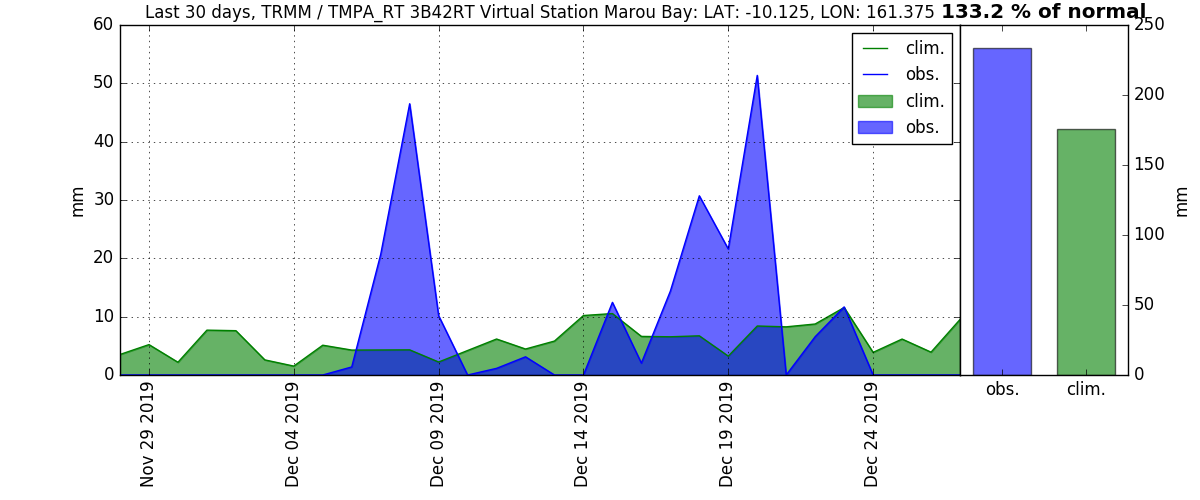 Last 30 days, TRMM / TMPA_RT 3B42RT Virtual Station Marou Bay: LAT: -10.125, LON: 161.375 133.2 % of normal
60
50
40
30
20
10
0
mm
clim.
obs.
clim.
obs.
Nov 29 2019
Dec 04 2019
Dec 09 2019
Dec 14 2019
Dec 19 2019
Dec 24 2019
250
200
150
100
50
0
mm
obs.
clim.